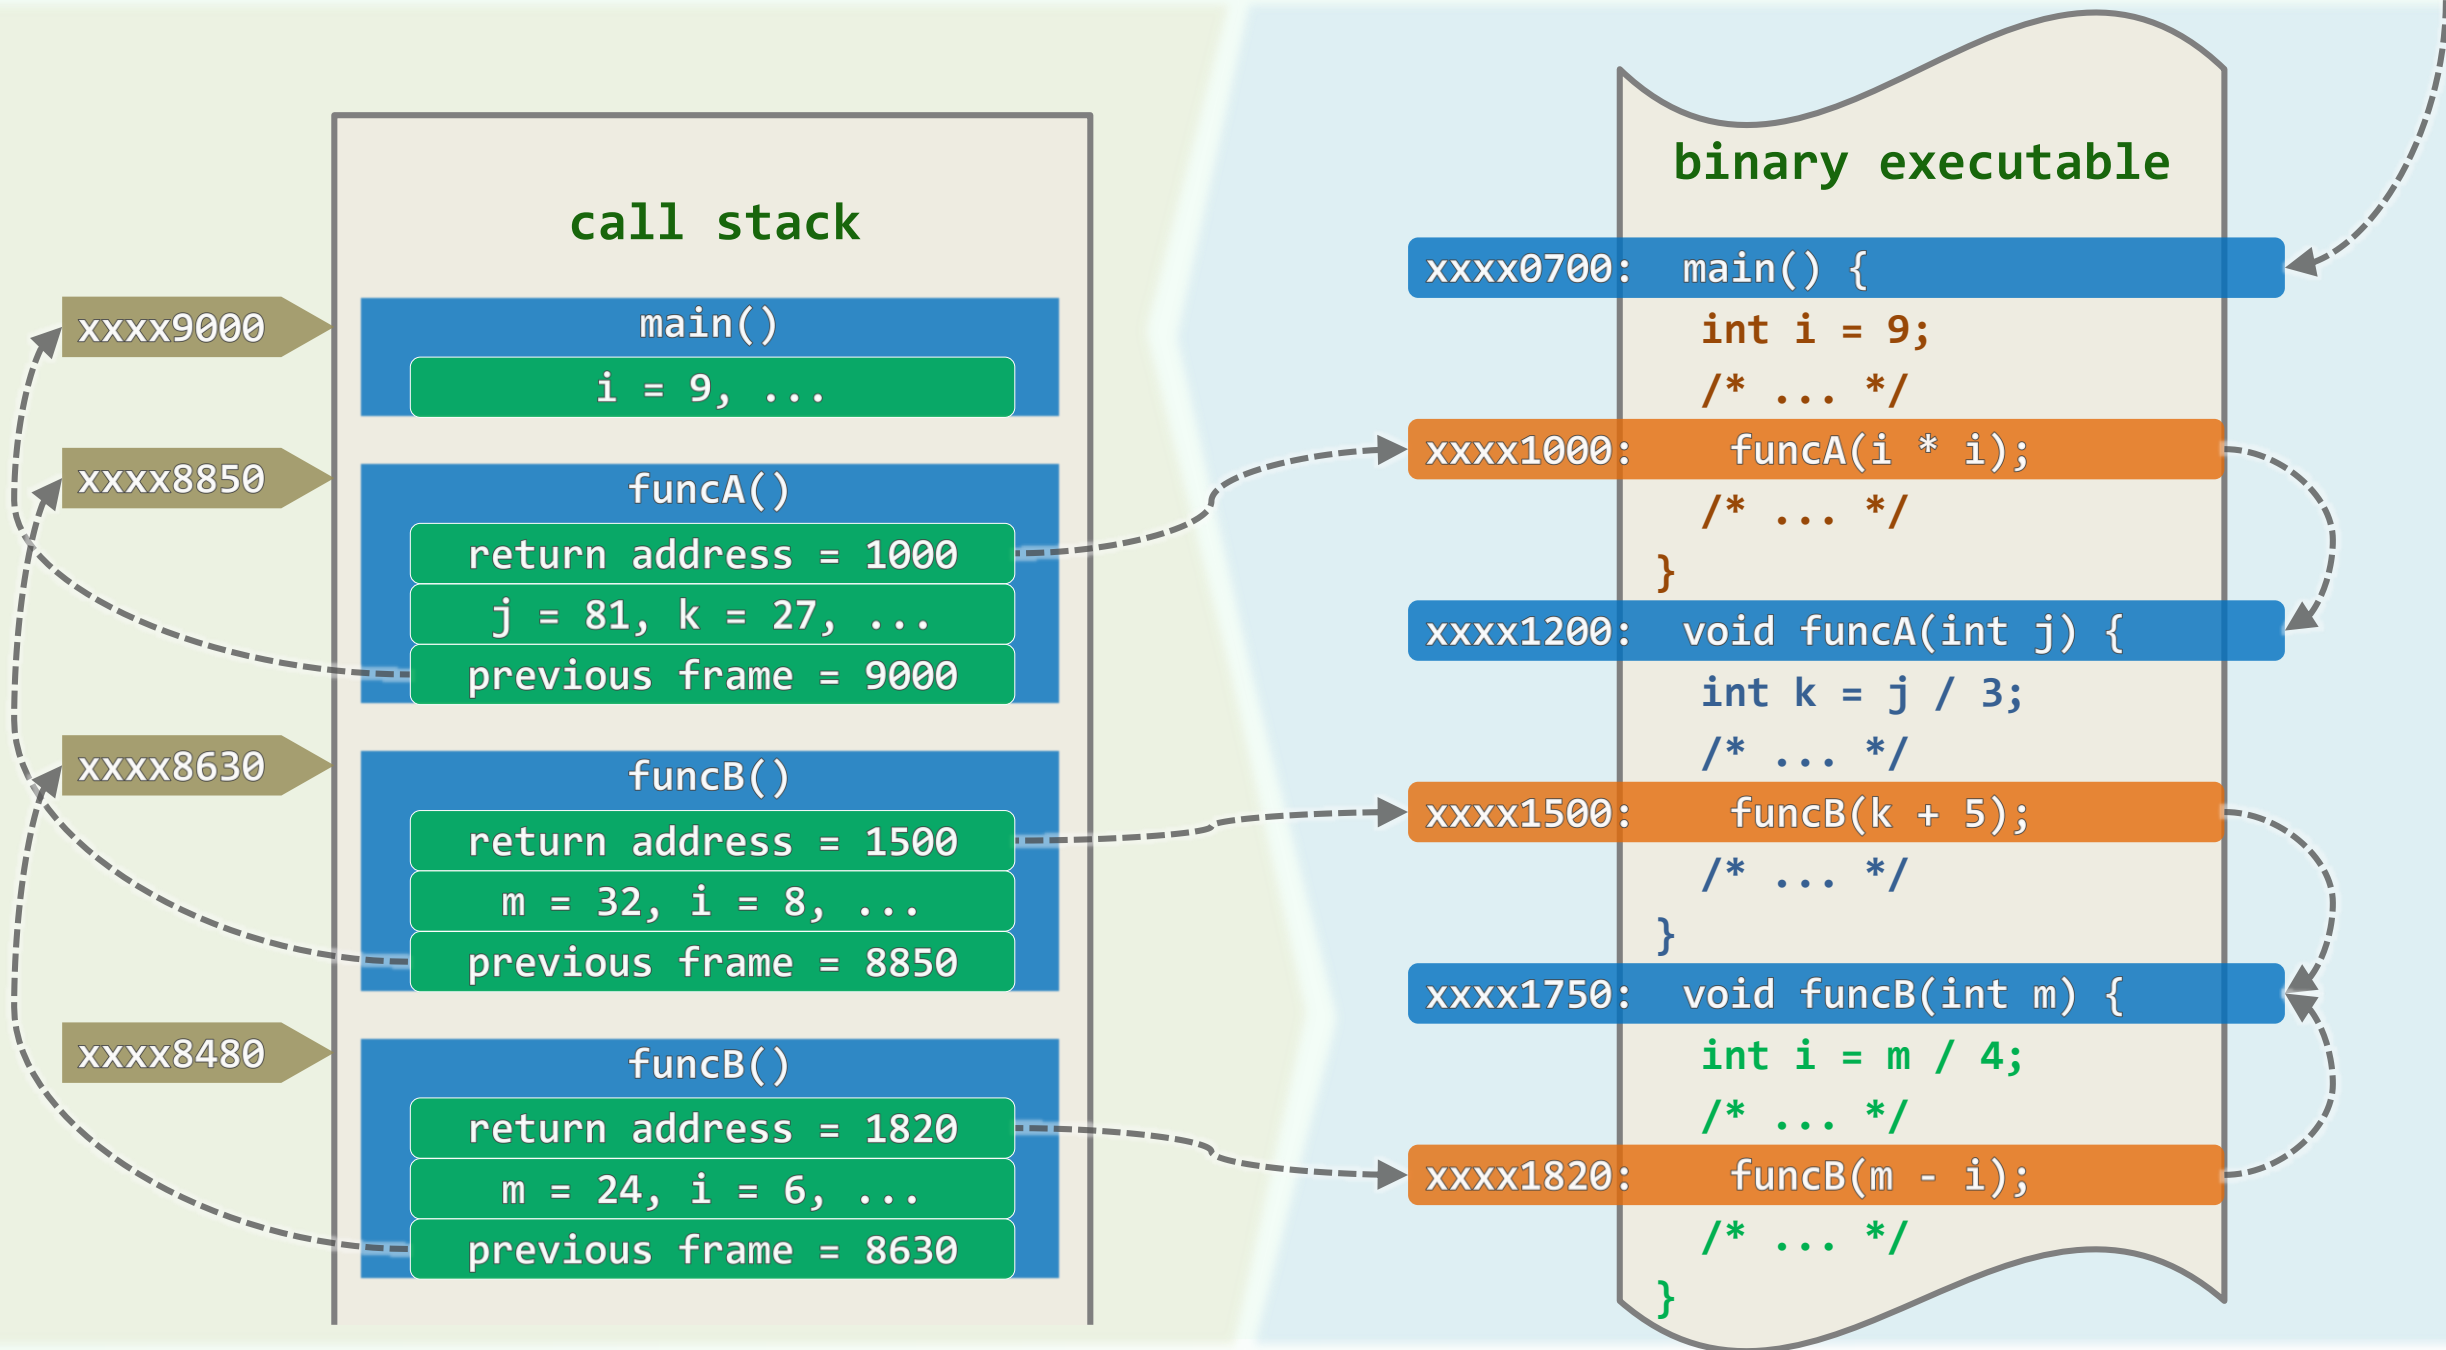 call stack
xxxx9000
main()
i = 9, ...
xxxx8850
funcA()
return address = 1000
j = 81, k = 27, ...
previous frame = 9000
xxxx8630
funcB()
return address = 1500
m = 32, i = 8, ...
previous frame = 8850
xxxx8480
funcB()
return address = 1820
m = 24, i = 6, ...
previous frame = 8630
binary executable
xxxx0700: main() {
int i = 9;
/* ... */
xxxx1000: funcA(i * i);
/* ... */
}
xxxx1200: void funcA(int j) {
int k = j / 3;
/* ... */
xxxx1500: funcB(k + 5);
/* ... */
}
xxxx1750: void funcB(int m) {
int i = m / 4;
/* ... */
xxxx1820: funcB(m - i);
/* ... */
}